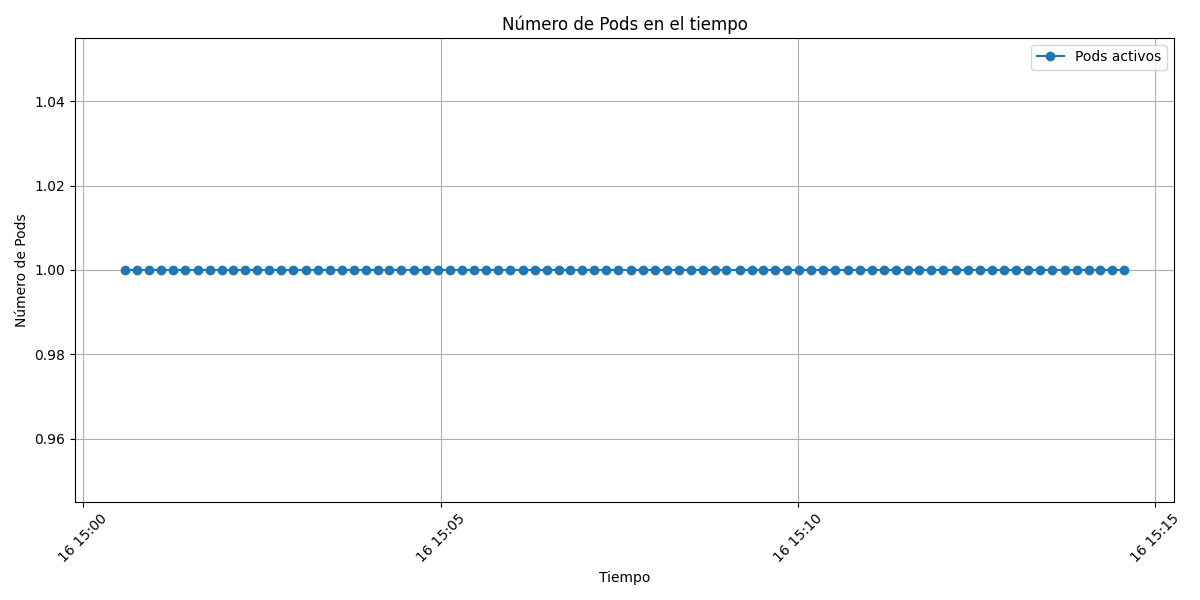 Número de Pods en el tiempo
Pods activos
1.04
1.02
1.00
0.98
0.96
Número de Pods
16 15:00
16 15:05
16 15:10
16 15:15
Tiempo